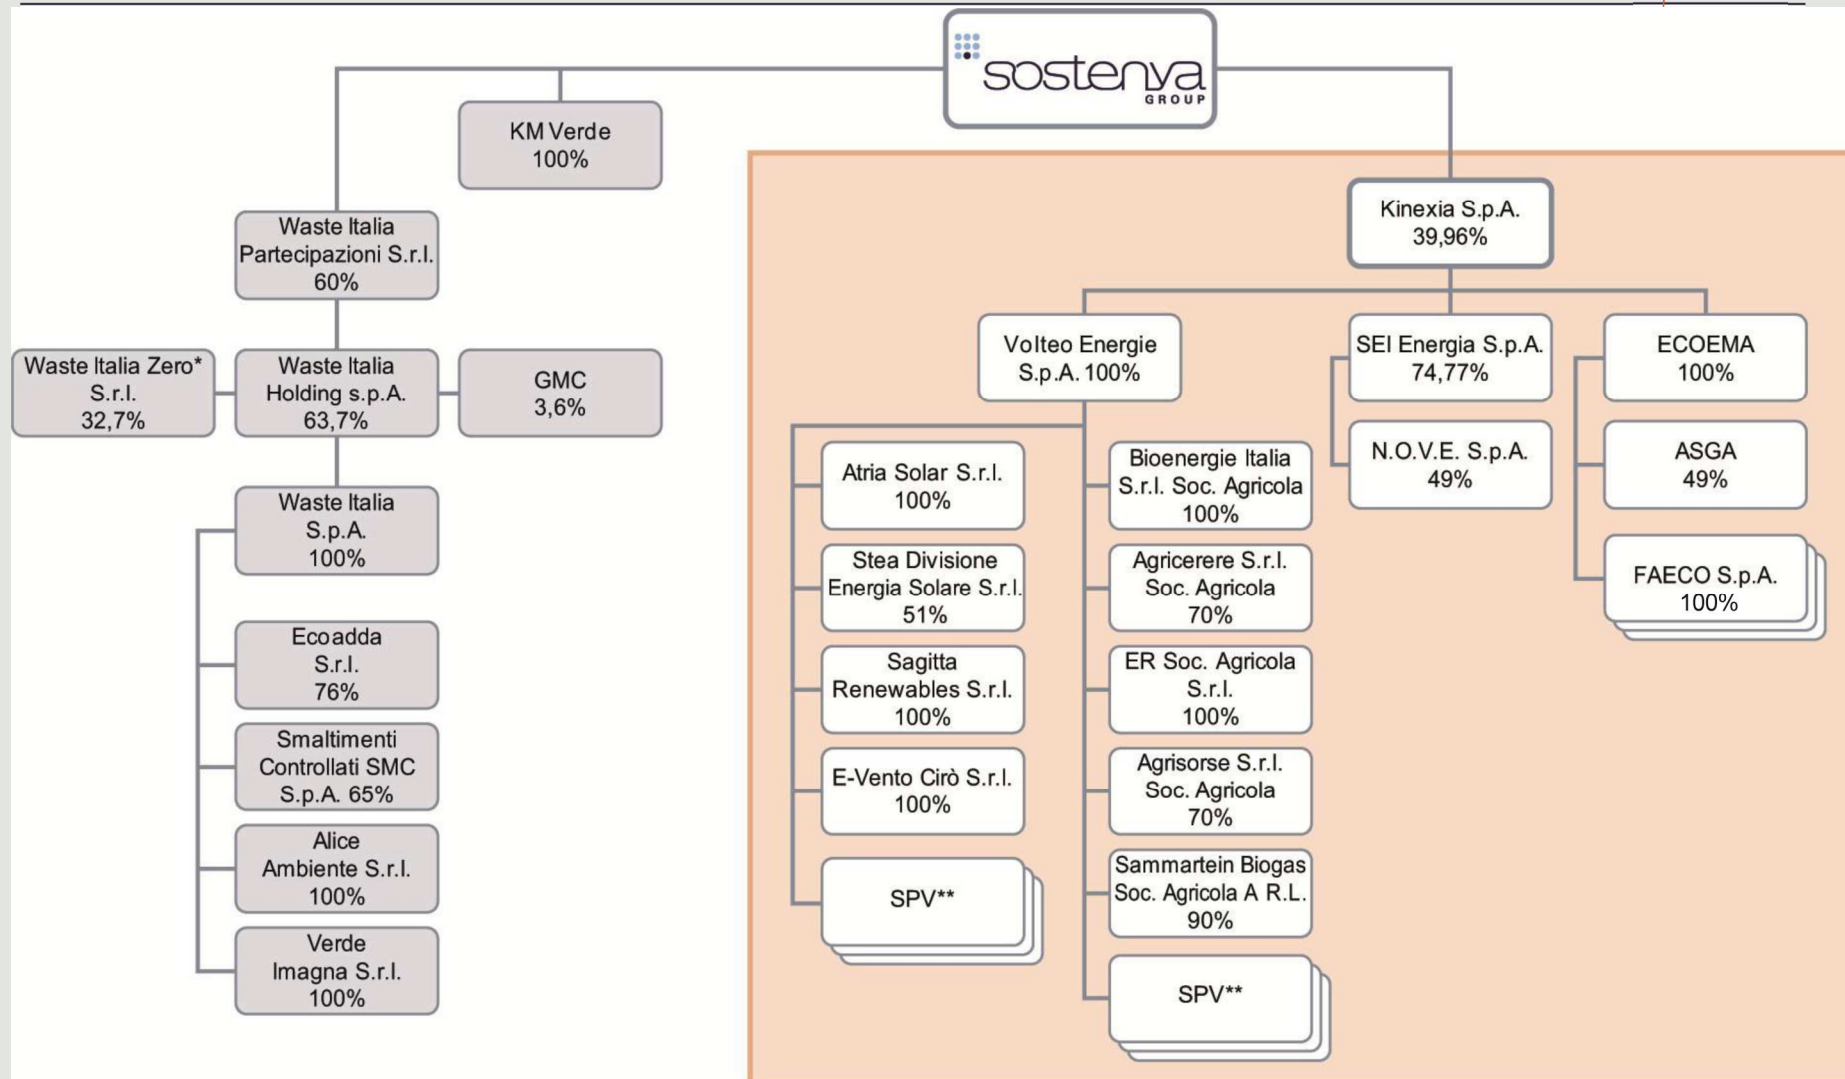 sostenya
GROUP
KM Verde
100%
Waste Italia
Partecipazioni S.r.l.
60%
Waste Italia Zero*
S.r.l.
32,7%
Waste Italia
Holding s.p.A.
63,7%
GMC
3,6%
Waste Italia
S.p.A.
100%
Ecoadda
S.r.l.
76%
Smaltimenti
Controllati SMC
S.p.A. 65%
Alice
Ambiente S.r.l.
100%
Verde
Imagna S.r.l.
100%
Kinexia S.p.A.
39,96%
Volteo Energie
S.p.A. 100%
Atria Solar S.r.l.
100%
Stea Divisione
Energia Solare S.r.l.
51%
Sagitta
Renewables S.r.l.
100%
E-Vento Cirò S.r.l.
100%
SPV**
Bioenergie Italia
S.r.l. Soc. Agricola
100%
Agricerere S.r.l.
Soc. Agricola
70%
ER Soc. Agricola
S.r.l.
100%
Agrisorse S.r.l.
Soc. Agricola
70%
Sammartein Biogas
Soc. Agricola A R.L.
90%
SPV**
SEI Energia S.p.A.
74,77%
N.O.V.E. S.p.A.
49%
ECOEMA
100%
ASGA
49%
FAECO S.p.A.
100%